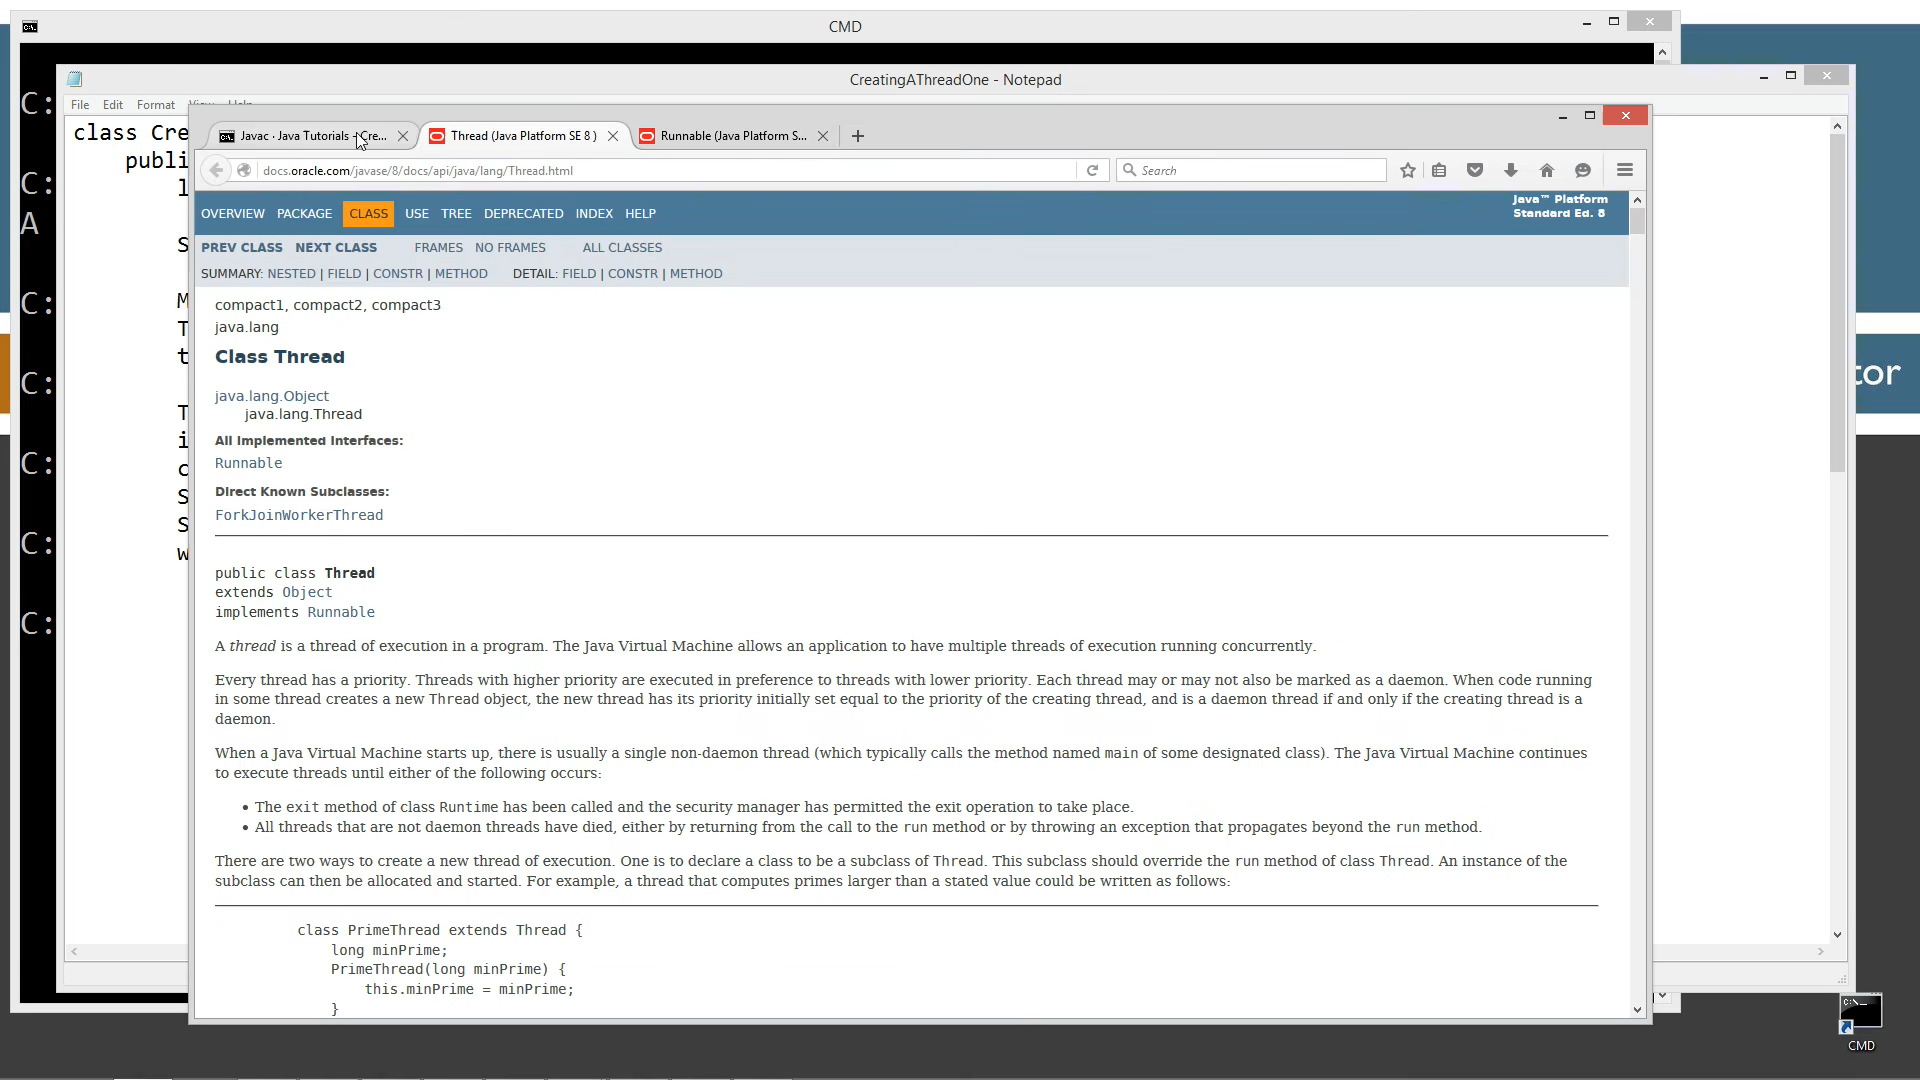 CMD
CreatingAThreadOne - Notepad
File Edit Format View Help
class Cre
publi
Javac · Java Tutorials - Cre...
Thread (Java Platform SE 8 )
Runnable (Java Platform S...
docs.oracle.com/javase/8/docs/api/java/lang/Thread.html
Search
OVERVIEW PACKAGE CLASS USE TREE DEPRECATED INDEX HELP
Java™ Platform
Standard Ed. 8
PREV CLASS NEXT CLASS FRAMES NO FRAMES ALL CLASSES
SUMMARY: NESTED | FIELD | CONSTR | METHOD DETAIL: FIELD | CONSTR | METHOD
compact1, compact2, compact3
java.lang
Class Thread
java.lang.Object
java.lang.Thread
All Implemented Interfaces:
Runnable
Direct Known Subclasses:
ForkJoinWorkerThread
public class Thread
extends Object
implements Runnable
A thread is a thread of execution in a program. The Java Virtual Machine allows an application to have multiple threads of execution running concurrently.
Every thread has a priority. Threads with higher priority are executed in preference to threads with lower priority. Each thread may or may not also be marked as a daemon. When code running
in some thread creates a new Thread object, the new thread has its priority initially set equal to the priority of the creating thread, and is a daemon thread if and only if the creating thread is a
daemon.
When a Java Virtual Machine starts up, there is usually a single non-daemon thread (which typically calls the method named main of some designated class). The Java Virtual Machine continues
to execute threads until either of the following occurs:
• The exit method of class Runtime has been called and the security manager has permitted the exit operation to take place.
• All threads that are not daemon threads have died, either by returning from the call to the run method or by throwing an exception that propagates beyond the run method.
There are two ways to create a new thread of execution. One is to declare a class to be a subclass of Thread. This subclass should override the run method of class Thread. An instance of the
subclass can then be allocated and started. For example, a thread that computes primes larger than a stated value could be written as follows:
class PrimeThread extends Thread {
long minPrime;
PrimeThread(long minPrime) {
this.minPrime = minPrime;
}
C:
C:
A
C:
C:
C:
C:
C:
tor
CMD